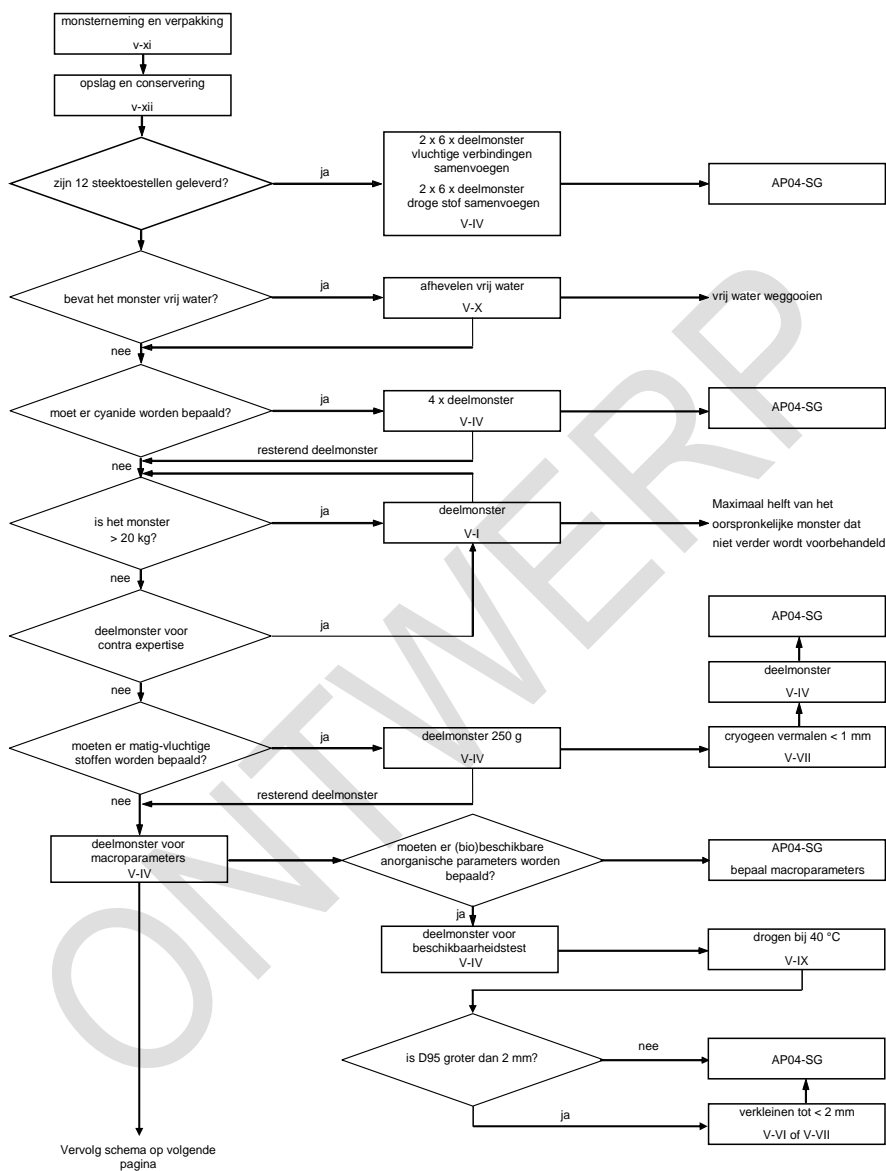 monsterneming en verpakking
v-xi
opslag en conservering
v-xii
zijn 12 steektoestellen geleverd?
ja
2 x 6 x deelmonster
vluchtige verbindingen
samenvoegen
2 x 6 x deelmonster
droge stof samenvoegen
V-IV
AP04-SG
bevat het monster vrij water?
ja
afhevelen vrij water
V-X
vrij water weggooien
nee
moet er cyanide worden bepaald?
ja
4 x deelmonster
V-IV
AP04-SG
resterend deelmonster
nee
is het monster
> 20 kg?
ja
deelmonster
V-I
Maximaal helft van het
oorspronkelijke monster dat
niet verder wordt voorbehandeld
nee
deelmonster voor
contra expertise
ja
AP04-SG
deelmonster
V-IV
nee
moeten er matig-vluchtige
stoffen worden bepaald?
ja
deelmonster 250 g
V-IV
cryogeen vermalen < 1 mm
V-VII
resterend deelmonster
nee
deelmonster voor
macroparameters
V-IV
moeten er (bio)beschikbare
anorganische parameters worden
bepaald?
AP04-SG
bepaal macroparameters
ja
deelmonster voor
beschikbaarheidstest
V-IV
drogen bij 40 °C
V-IX
is D95 groter dan 2 mm?
nee
AP04-SG
ja
verkleinen tot < 2 mm
V-VI of V-VII
Vervolg schema op volgende
pagina
ONTWERP